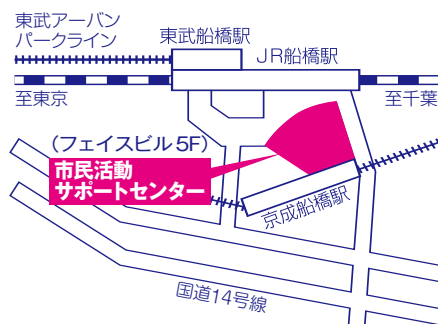 東武アーバン
パークライン
東武船橋駅
JR船橋駅
至東京
至千葉
(フェイスビル5F)
市民活動
サポートセンター
京成船橋駅
国道14号線